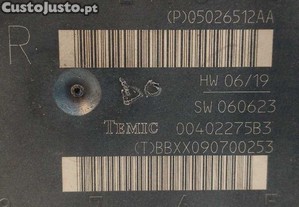 CustoJusto.pt
(P)05026512AA
R
HW 06/19
SW 060623
TEMIC 00402275B3
(T)BBXX090700253